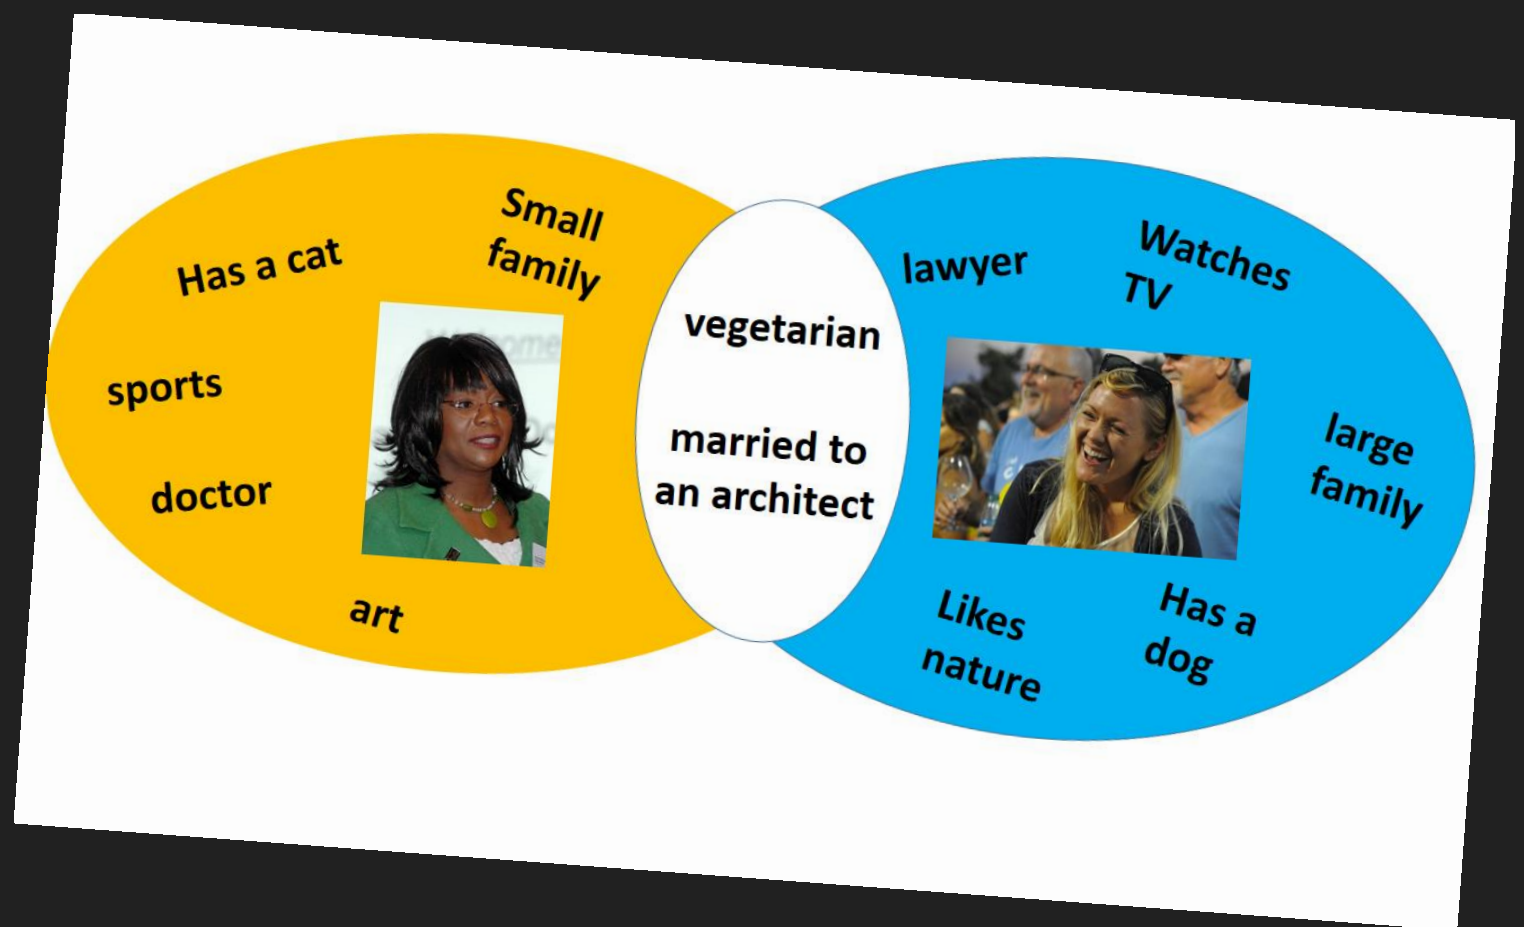 Has a cat
Small
family
sports
doctor
art
vegetarian
married to
an architect
lawyer
Watches
TV
large
family
Likes
nature
Has a
dog